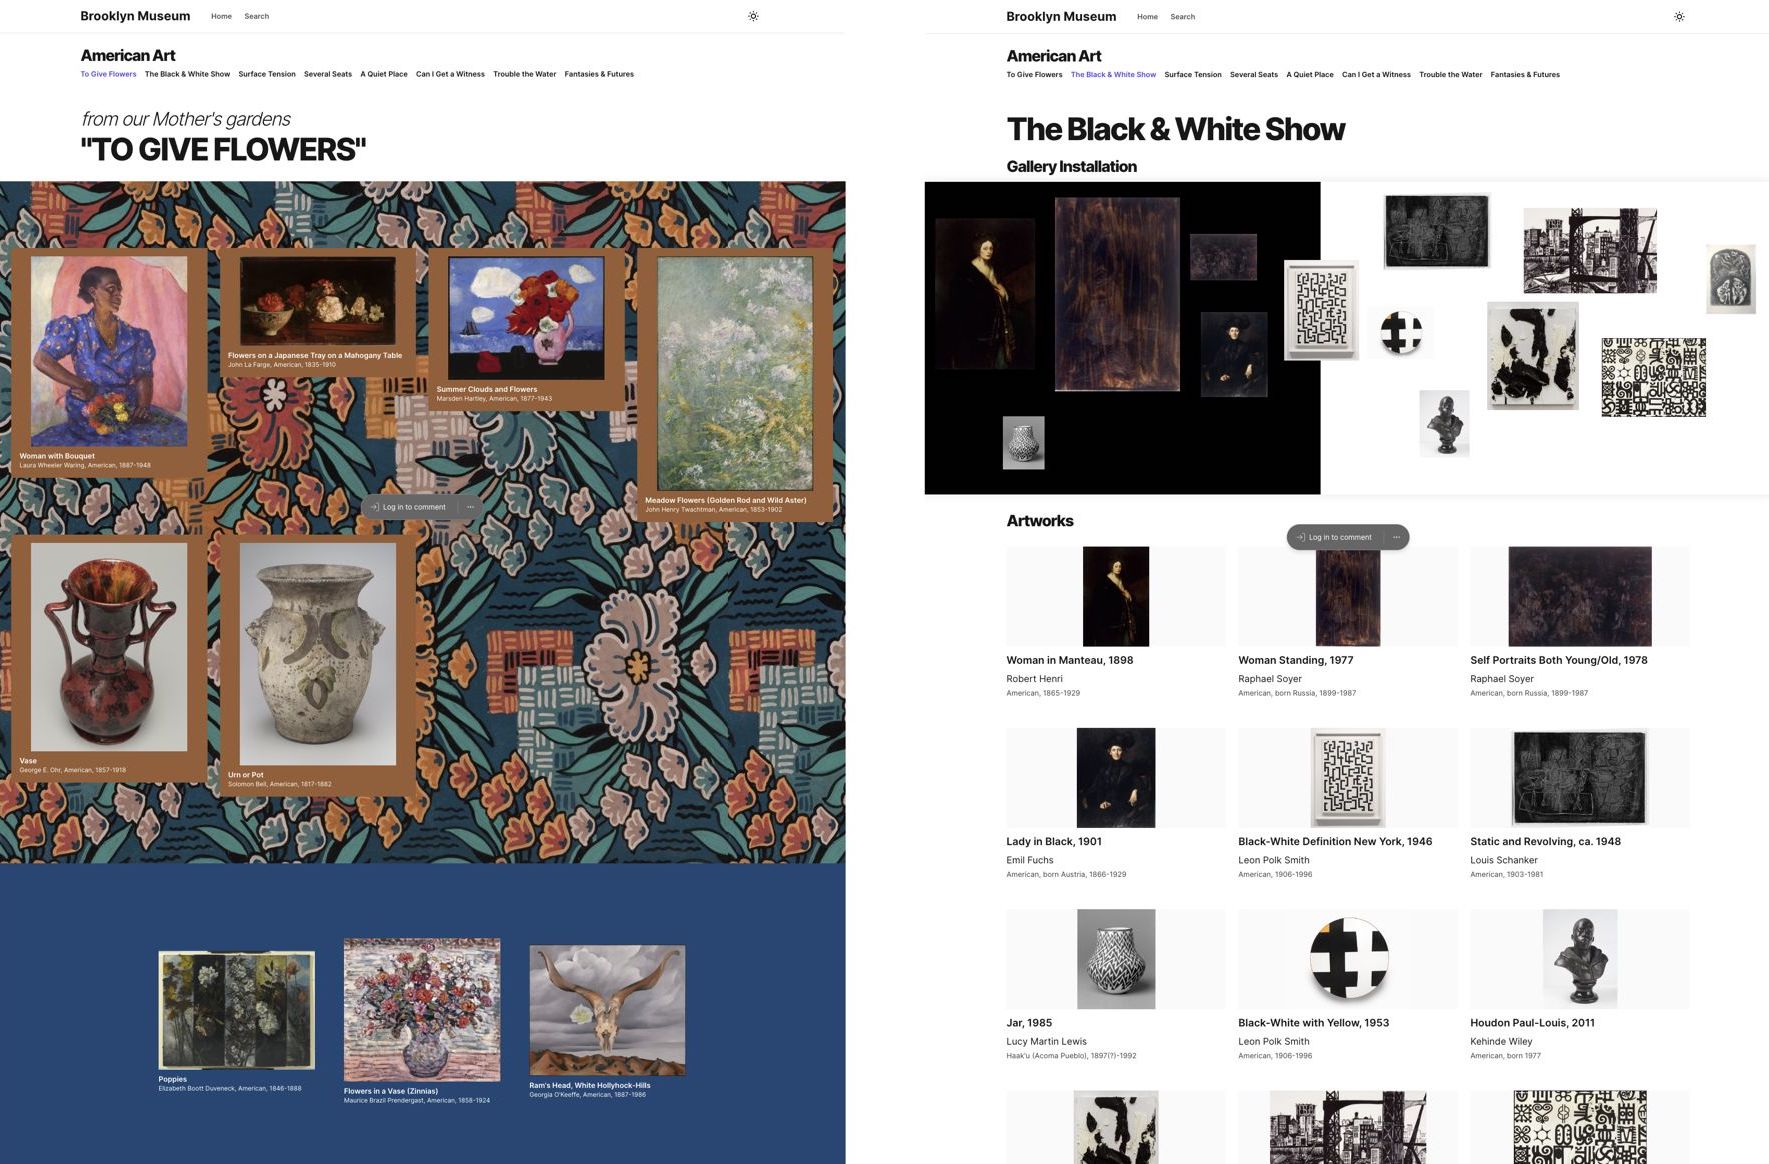 Brooklyn Museum Home Search
American Art
To Give Flowers The Black & White Show Surface Tension Several Seats A Quiet Place Can I Get a Witness Trouble the Water Fantasies & Futures
from our Mother's gardens
"TO GIVE FLOWERS"
Woman with Bouquet
Laura Wheeler Waring, American, 1887-1948
Flowers on a Japanese Tray on a Mahogany Table
John La Farge, American, 1835-1910
Summer Clouds and Flowers
Marsden Hartley, American, 1877-1943
Meadow Flowers (Golden Rod and Wild Aster)
John Henry Twachtman, American, 1853-1902
Log in to comment
Vase
George E. Ohr, American, 1857-1918
Urn or Pot
Solomon Bell, American, 1817-1882
Poppies
Elizabeth Boott Duveneck, American, 1846-1888
Flowers in a Vase (Zinnias)
Maurice Brazil Prendergast, American, 1858-1924
Ram's Head, White Hollyhock-Hills
Georgia O'Keeffe, American, 1887-1986
Brooklyn Museum Home Search
American Art
To Give Flowers The Black & White Show Surface Tension Several Seats A Quiet Place Can I Get a Witness Trouble the Water Fantasies & Futures
The Black & White Show
Gallery Installation
Artworks
Log in to comment
Woman in Manteau, 1898
Robert Henri
American, 1865-1929
Woman Standing, 1977
Raphael Soyer
American, born Russia, 1899-1987
Self Portraits Both Young/Old, 1978
Raphael Soyer
American, born Russia, 1899-1987
Lady in Black, 1901
Emil Fuchs
American, born Austria, 1866-1929
Black-White Definition New York, 1946
Leon Polk Smith
American, 1906-1996
Static and Revolving, ca. 1948
Louis Schanker
American, 1903-1981
Jar, 1985
Lucy Martin Lewis
Haak'u (Acoma Pueblo), 1897(?)-1992
Black-White with Yellow, 1953
Leon Polk Smith
American, 1906-1996
Houdon Paul-Louis, 2011
Kehinde Wiley
American, born 1977